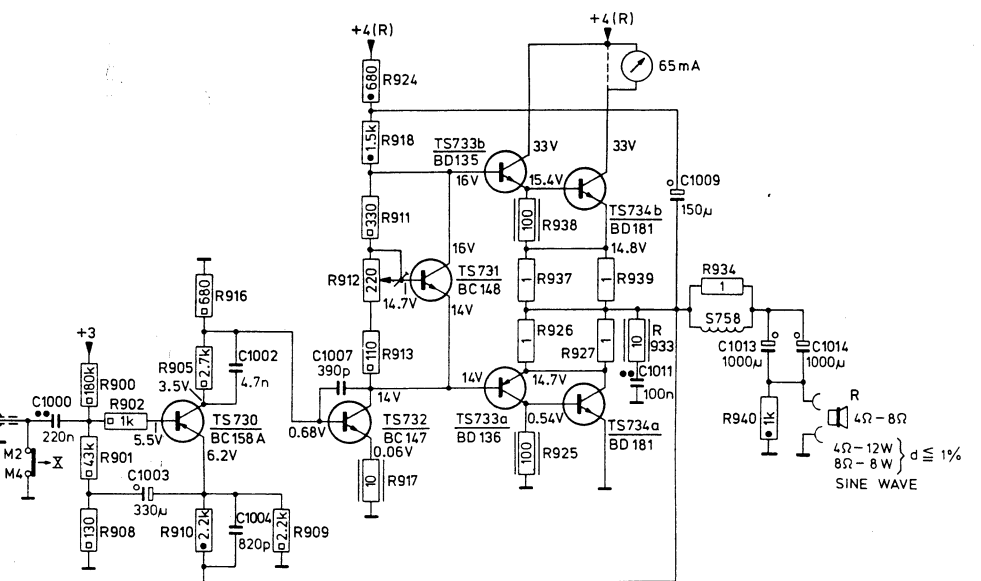 +4(R)
+4(R)
680
R924
65mA
1.5k
R918
TS733b
BD135
33V
33V
16V
15.4V
C1009
150µ
330
R911
100
R938
TS734b
BD181
16V
14.8V
R912
220
TS731
BC148
1
R937
1
R939
R934
1
14.7V
14V
S758
680
R916
+3
110
R913
1
R926
1
R927
10
R
933
C1013
1000µ
C1014
1000µ
R905
2.7k
C1002
4.7n
C1007
390p
C1011
100n
180k
R900
3.5V
14V
14V
14.7V
C1000
220n
R902
1k
TS730
BC158A
0.68V
TS732
BC147
TS733a
BD136
0.54V
TS734a
BD181
R940
1k
R
4Ω-8Ω
5.5V
6.2V
0.06V
M2
M4
X
43k
R901
C1003
330µ
10
R917
100
R925
4Ω-12W
8Ω-8W
d ≦ 1%
SINE WAVE
130
R908
R910
2.2k
C1004
820p
2.2k
R909